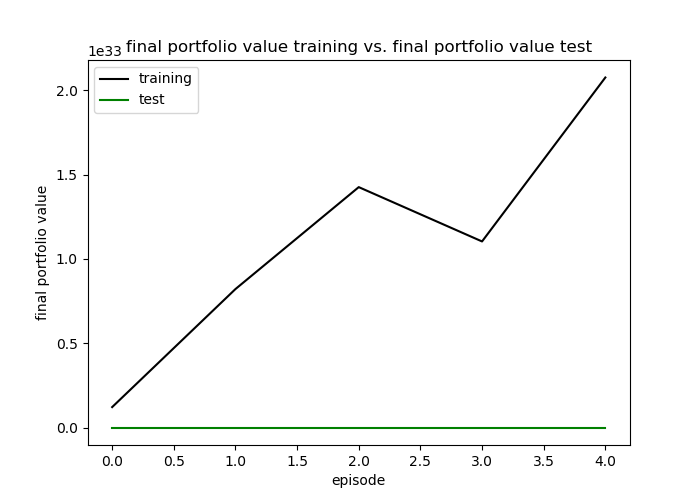 1e33
final portfolio value training vs. final portfolio value test
training
test
2.0
1.5
1.0
0.5
0.0
final portfolio value
0.0 0.5 1.0 1.5 2.0 2.5 3.0 3.5 4.0
episode